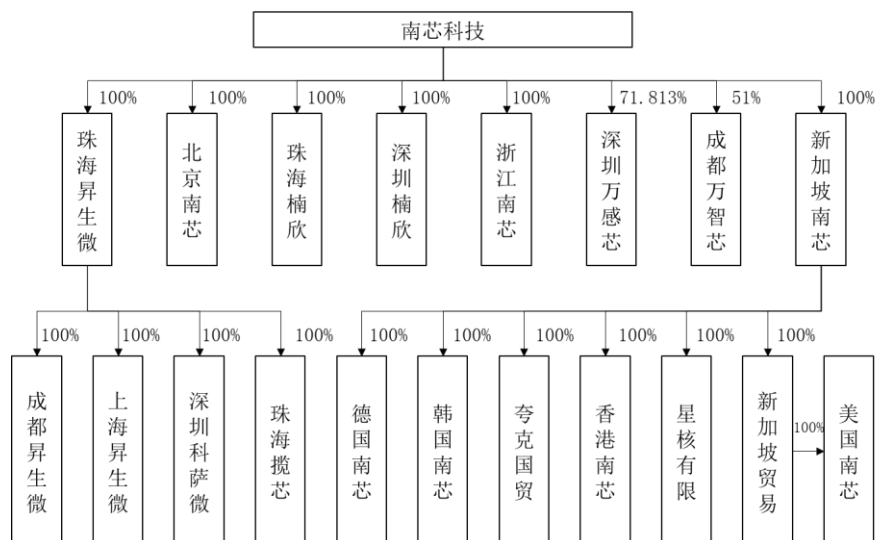 南芯科技
100% 100% 100% 100% 100% 71.813% 51% 100%
珠海昇生微
北京南芯
珠海楠欣
深圳楠欣
浙江南芯
深圳万感芯
成都万智芯
新加坡南芯
100% 100% 100% 100% 100% 100% 100% 100% 100% 100%
成都昇生微
上海昇生微
深圳科萨微
珠海揽芯
德国南芯
韩国南芯
夸克国贸
香港南芯
星核有限
新加坡贸易
100%
美国南芯